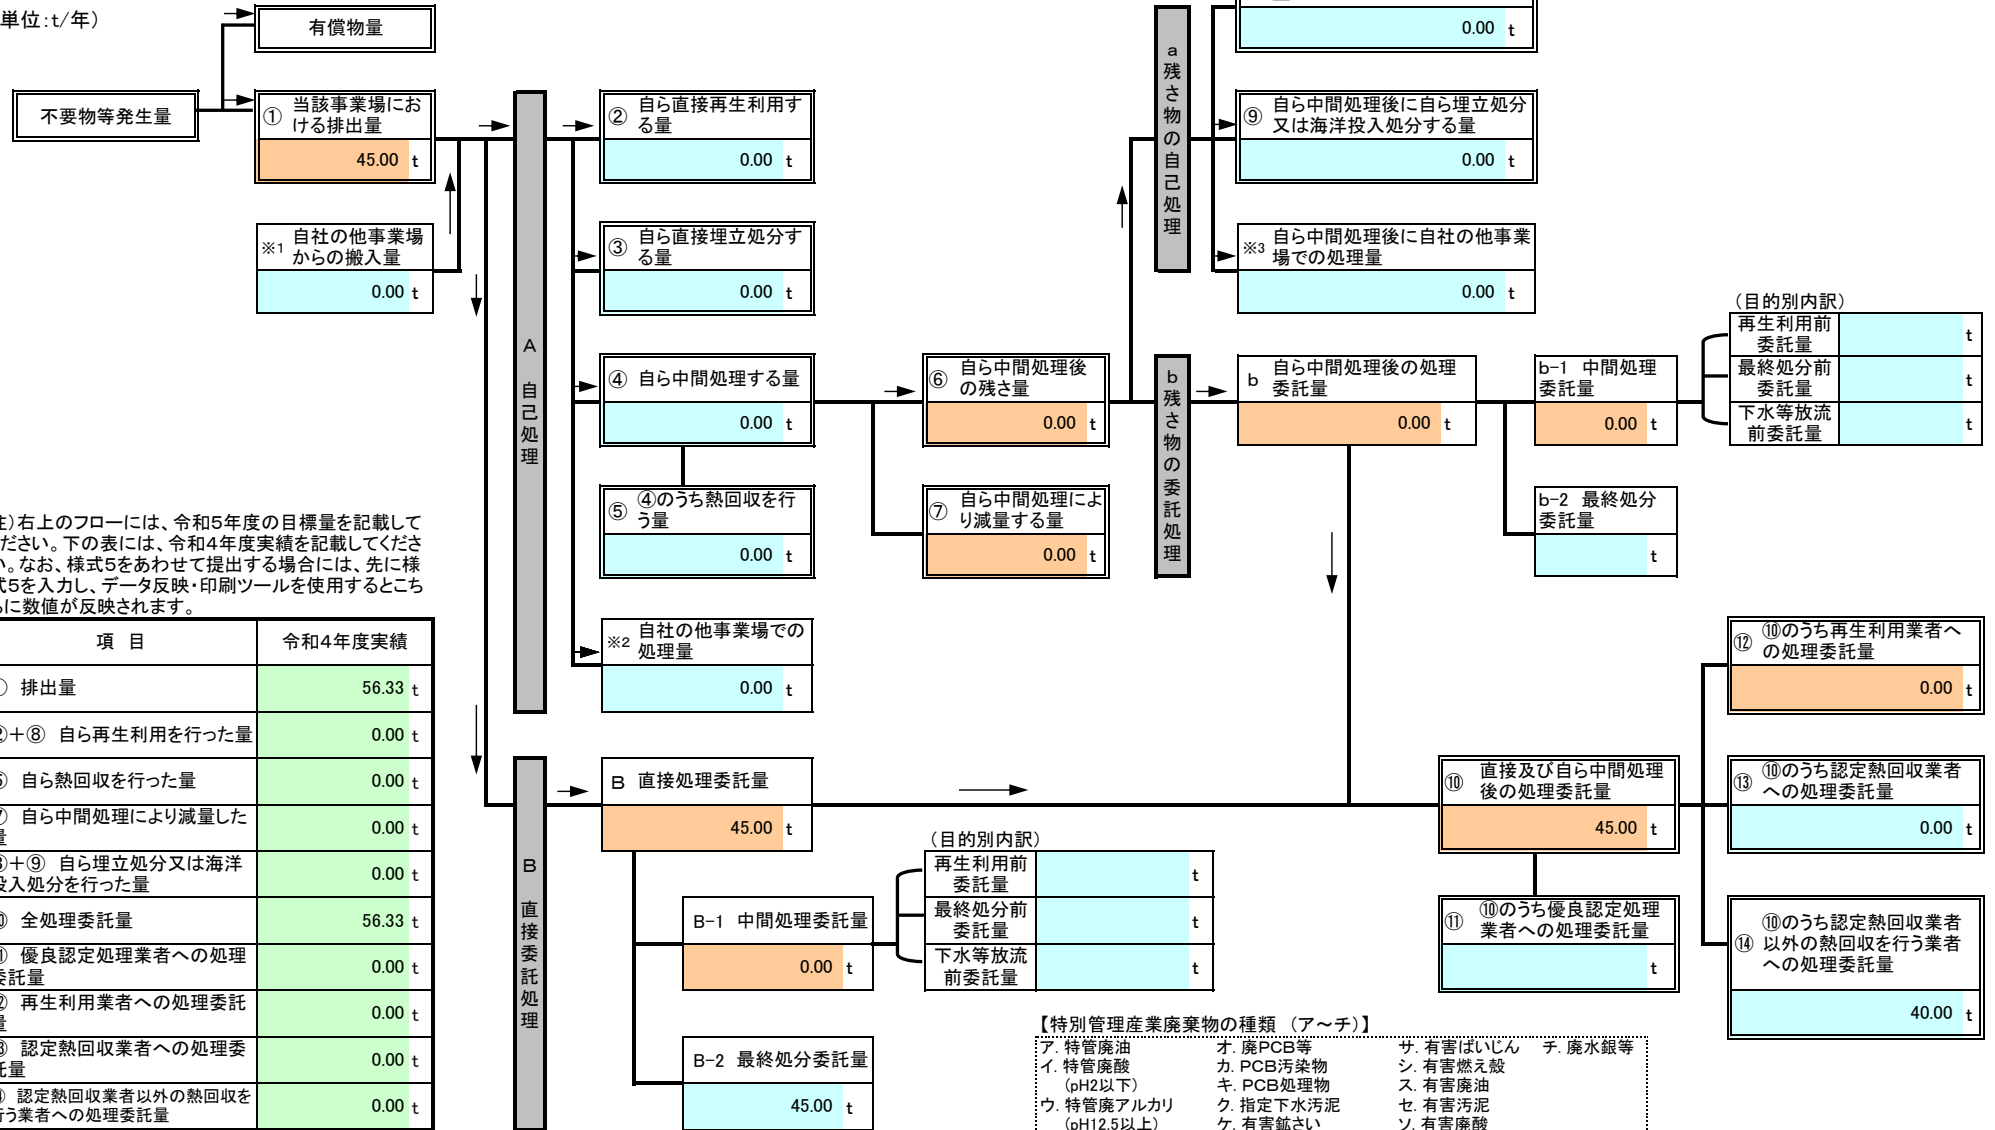 単位:t/年)
有償物量
不要物等発生量
① 当該事業場にお
ける排出量
45.00 t
※1 自社の他事業場
からの搬入量
0.00 t
A 自己処理
② 自ら直接再生利用す
る量
0.00 t
③ 自ら直接埋立処分す
る量
0.00 t
④ 自ら中間処理する量
0.00 t
⑤ ④のうち熱回収を行
う量
0.00 t
※2 自社の他事業場での
処理量
0.00 t
⑥ 自ら中間処理後
の残さ量
0.00 t
⑦ 自ら中間処理によ
り減量する量
0.00 t
a 残さ物の自己処理
0.00 t
⑨ 自ら中間処理後に自ら埋立処分
又は海洋投入処分する量
0.00 t
※3 自ら中間処理後に自社の他事業
場での処理量
0.00 t
b 残さ物の委託処理
b 自ら中間処理後の処理
委託量
0.00 t
b-1 中間処理
委託量
0.00 t
(目的別内訳)
再生利用前
委託量 t
最終処分前
委託量 t
下水等放流
前委託量 t
b-2 最終処分
委託量
t
)右上のフローには、令和5年度の目標量を記載して
ださい。下の表には、令和4年度実績を記載してくださ
。なお、様式5をあわせて提出する場合には、先に様
式5を入力し、データ反映・印刷ツールを使用するとこち
に数値が反映されます。
項 目 令和4年度実績
排出量 56.33 t
②+⑧ 自ら再生利用を行った量 0.00 t
自ら熱回収を行った量 0.00 t
自ら中間処理により減量した
量 0.00 t
③+⑨ 自ら埋立処分又は海洋
投入処分を行った量 0.00 t
全処理委託量 56.33 t
優良認定処理業者への処理
委託量 0.00 t
再生利用業者への処理委託
量 0.00 t
認定熱回収業者への処理委
託量 0.00 t
認定熱回収業者以外の熱回収を
行う業者への処理委託量 0.00 t
B 直接委託処理
B 直接処理委託量
45.00 t
B-1 中間処理委託量
0.00 t
(目的別内訳)
再生利用前
委託量 t
最終処分前
委託量 t
下水等放流
前委託量 t
B-2 最終処分委託量
45.00 t
⑩ 直接及び自ら中間処理
後の処理委託量
45.00 t
⑪ ⑩のうち優良認定処理
業者への処理委託量
t
⑫ ⑩のうち再生利用業者へ
の処理委託量
0.00 t
⑬ ⑩のうち認定熱回収業者
への処理委託量
0.00 t
⑭ ⑩のうち認定熱回収業者
以外の熱回収を行う業者
への処理委託量
40.00 t
【特別管理産業廃棄物の種類 (ア~チ)】
ア. 特管廃油 オ. 廃PCB等 サ. 有害ばいじん チ. 廃水銀等
イ. 特管廃酸 カ. PCB汚染物 シ. 有害燃え殻
(pH2以下) キ. PCB処理物 ス. 有害廃油
ウ. 特管廃アルカリ ク. 指定下水汚泥 セ. 有害汚泥
(pH12.5以上) ケ. 有害鉱さい ソ. 有害廃酸